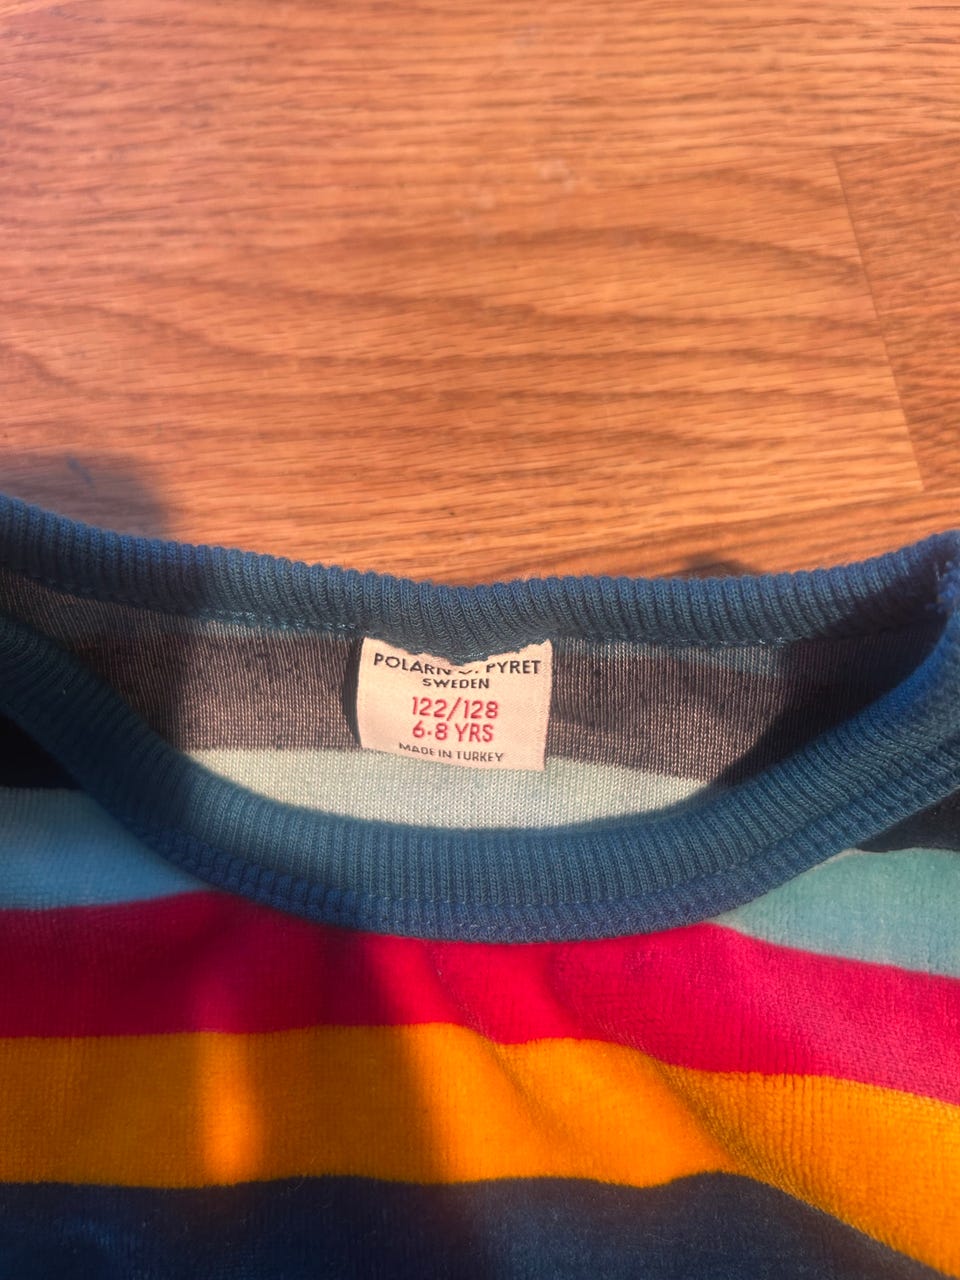 POLARN O. PYRET
SWEDEN
122/128
6-8 YRS
MADE IN TURKEY